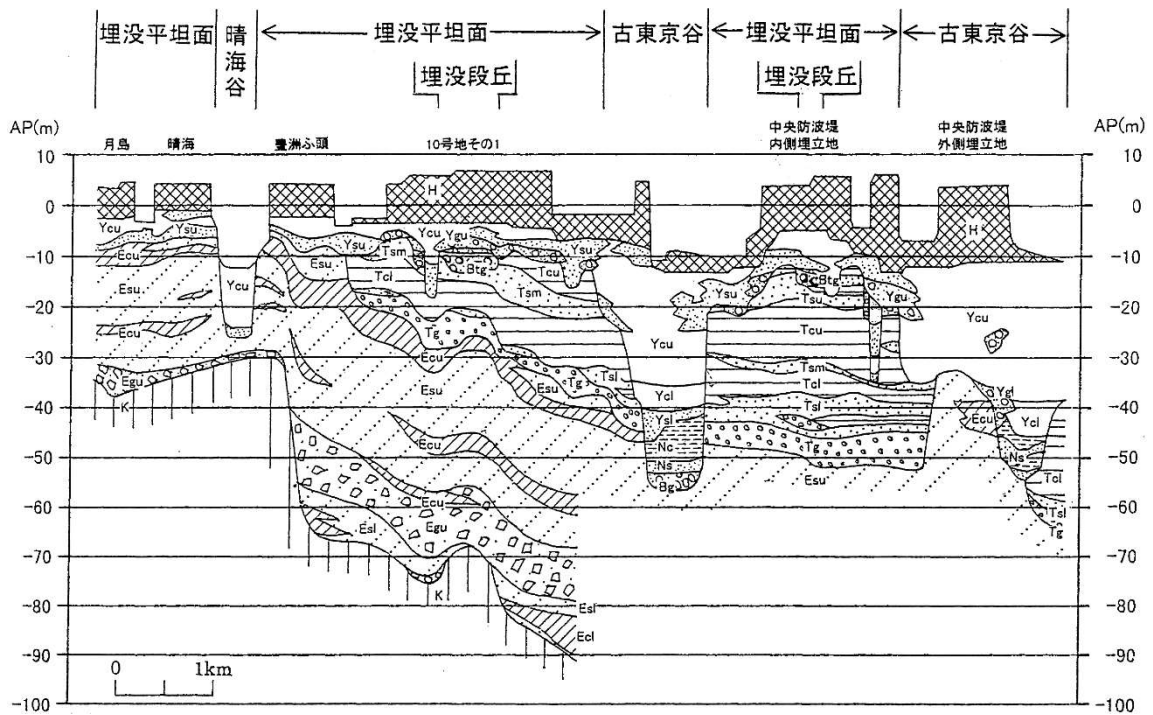 埋没平坦面
晴海谷
埋没平坦面
古東京谷
埋没平坦面
古東京谷
埋没段丘
埋没段丘
AP(m)
AP(m)
月島
晴海
豊洲ふ頭
10号地その1
中央防波堤
内側埋立地
中央防波堤
外側埋立地
10
0
-10
-20
-30
-40
-50
-60
-70
-80
-90
-100
10
0
-10
-20
-30
-40
-50
-60
-70
-80
-90
-100
Ycu
Ysu
Ecu
Esu
Ecu
Egu
K
Ycu
H
Ycu
Ygu
Ysu
Tsm
Esu
Tcl
Btg
Tcu
Ysu
Tsm
Tg
Ecu
Esu
Esu
Tg
Tsl
Ecu
Ecu
Egu
Esl
K
Esl
Ecl
Ycu
Ycl
Ysl
Nc
Ns
Bg
Ysu
Btg
Tsu
Ygu
Tcu
Tsm
Tcl
Tsl
Tg
Esu
H
Ycu
Ygl
Ecu
Ycl
Ns
Tcl
Tsl
Tg
0 1km